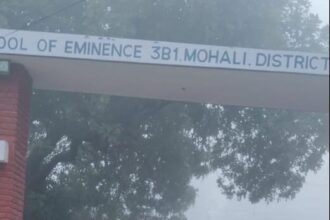 OOL OF EMINENCE 3B1, MOHALI, DISTRICT